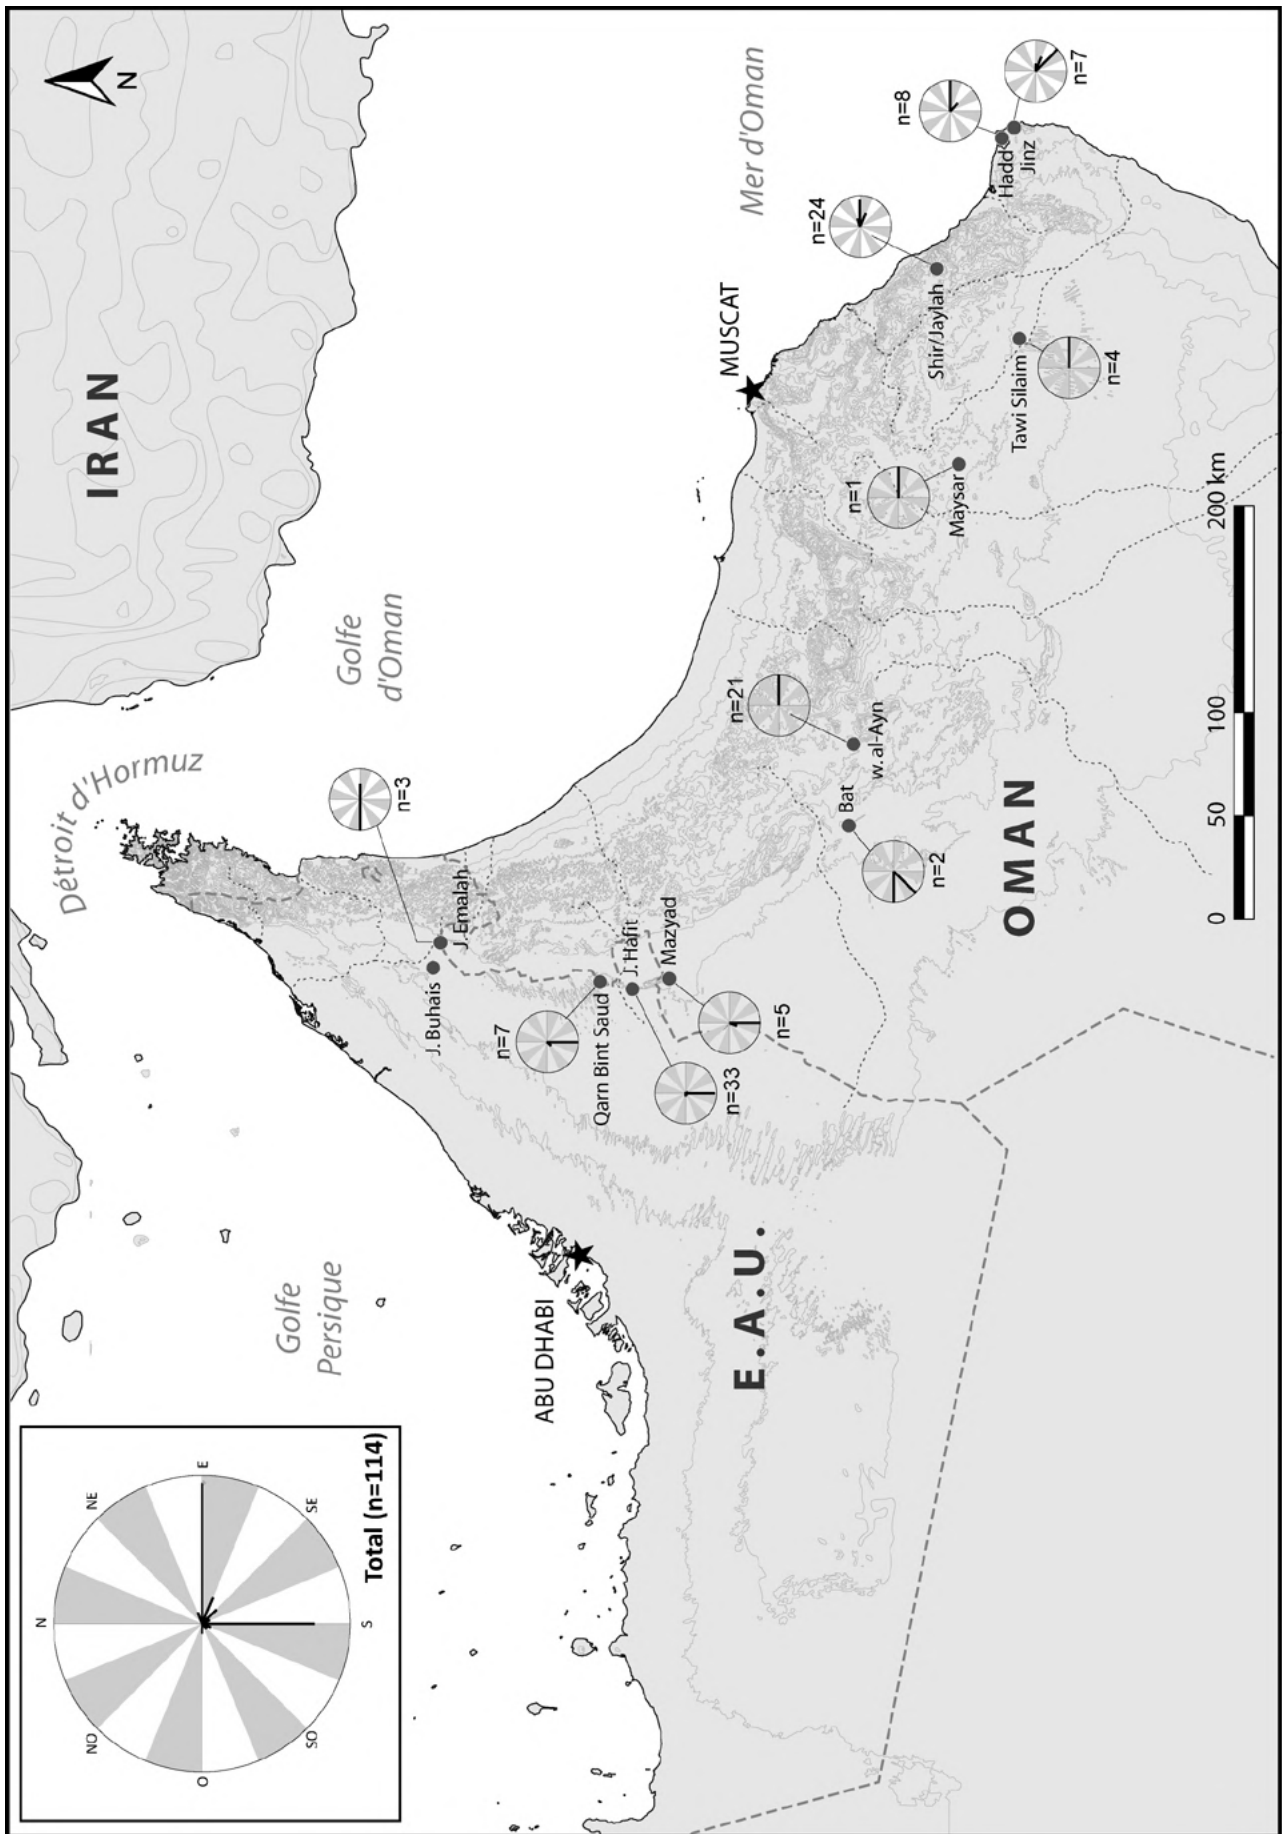 N
IRAN
Détroit d'Hormuz
Golfe
d'Oman
Mer d'Oman
Golfe
Persique
MUSCAT
ABU DHABI
E.A.U.
OMAN
n=3
J. Emalah
J. Buhais
n=7
Qarn Bint Saud
J. Hafit
n=33
Mazyad
n=5
Bat
n=2
n=21
w. al-Ayn
n=1
Maysar
Tawi Silaim
n=4
n=24
Shir/Jaylah
n=8
Hadd
Jinz
n=7
0 50 100 200 km
N
NE
E
SE
S
SO
O
NO
Total (n=114)